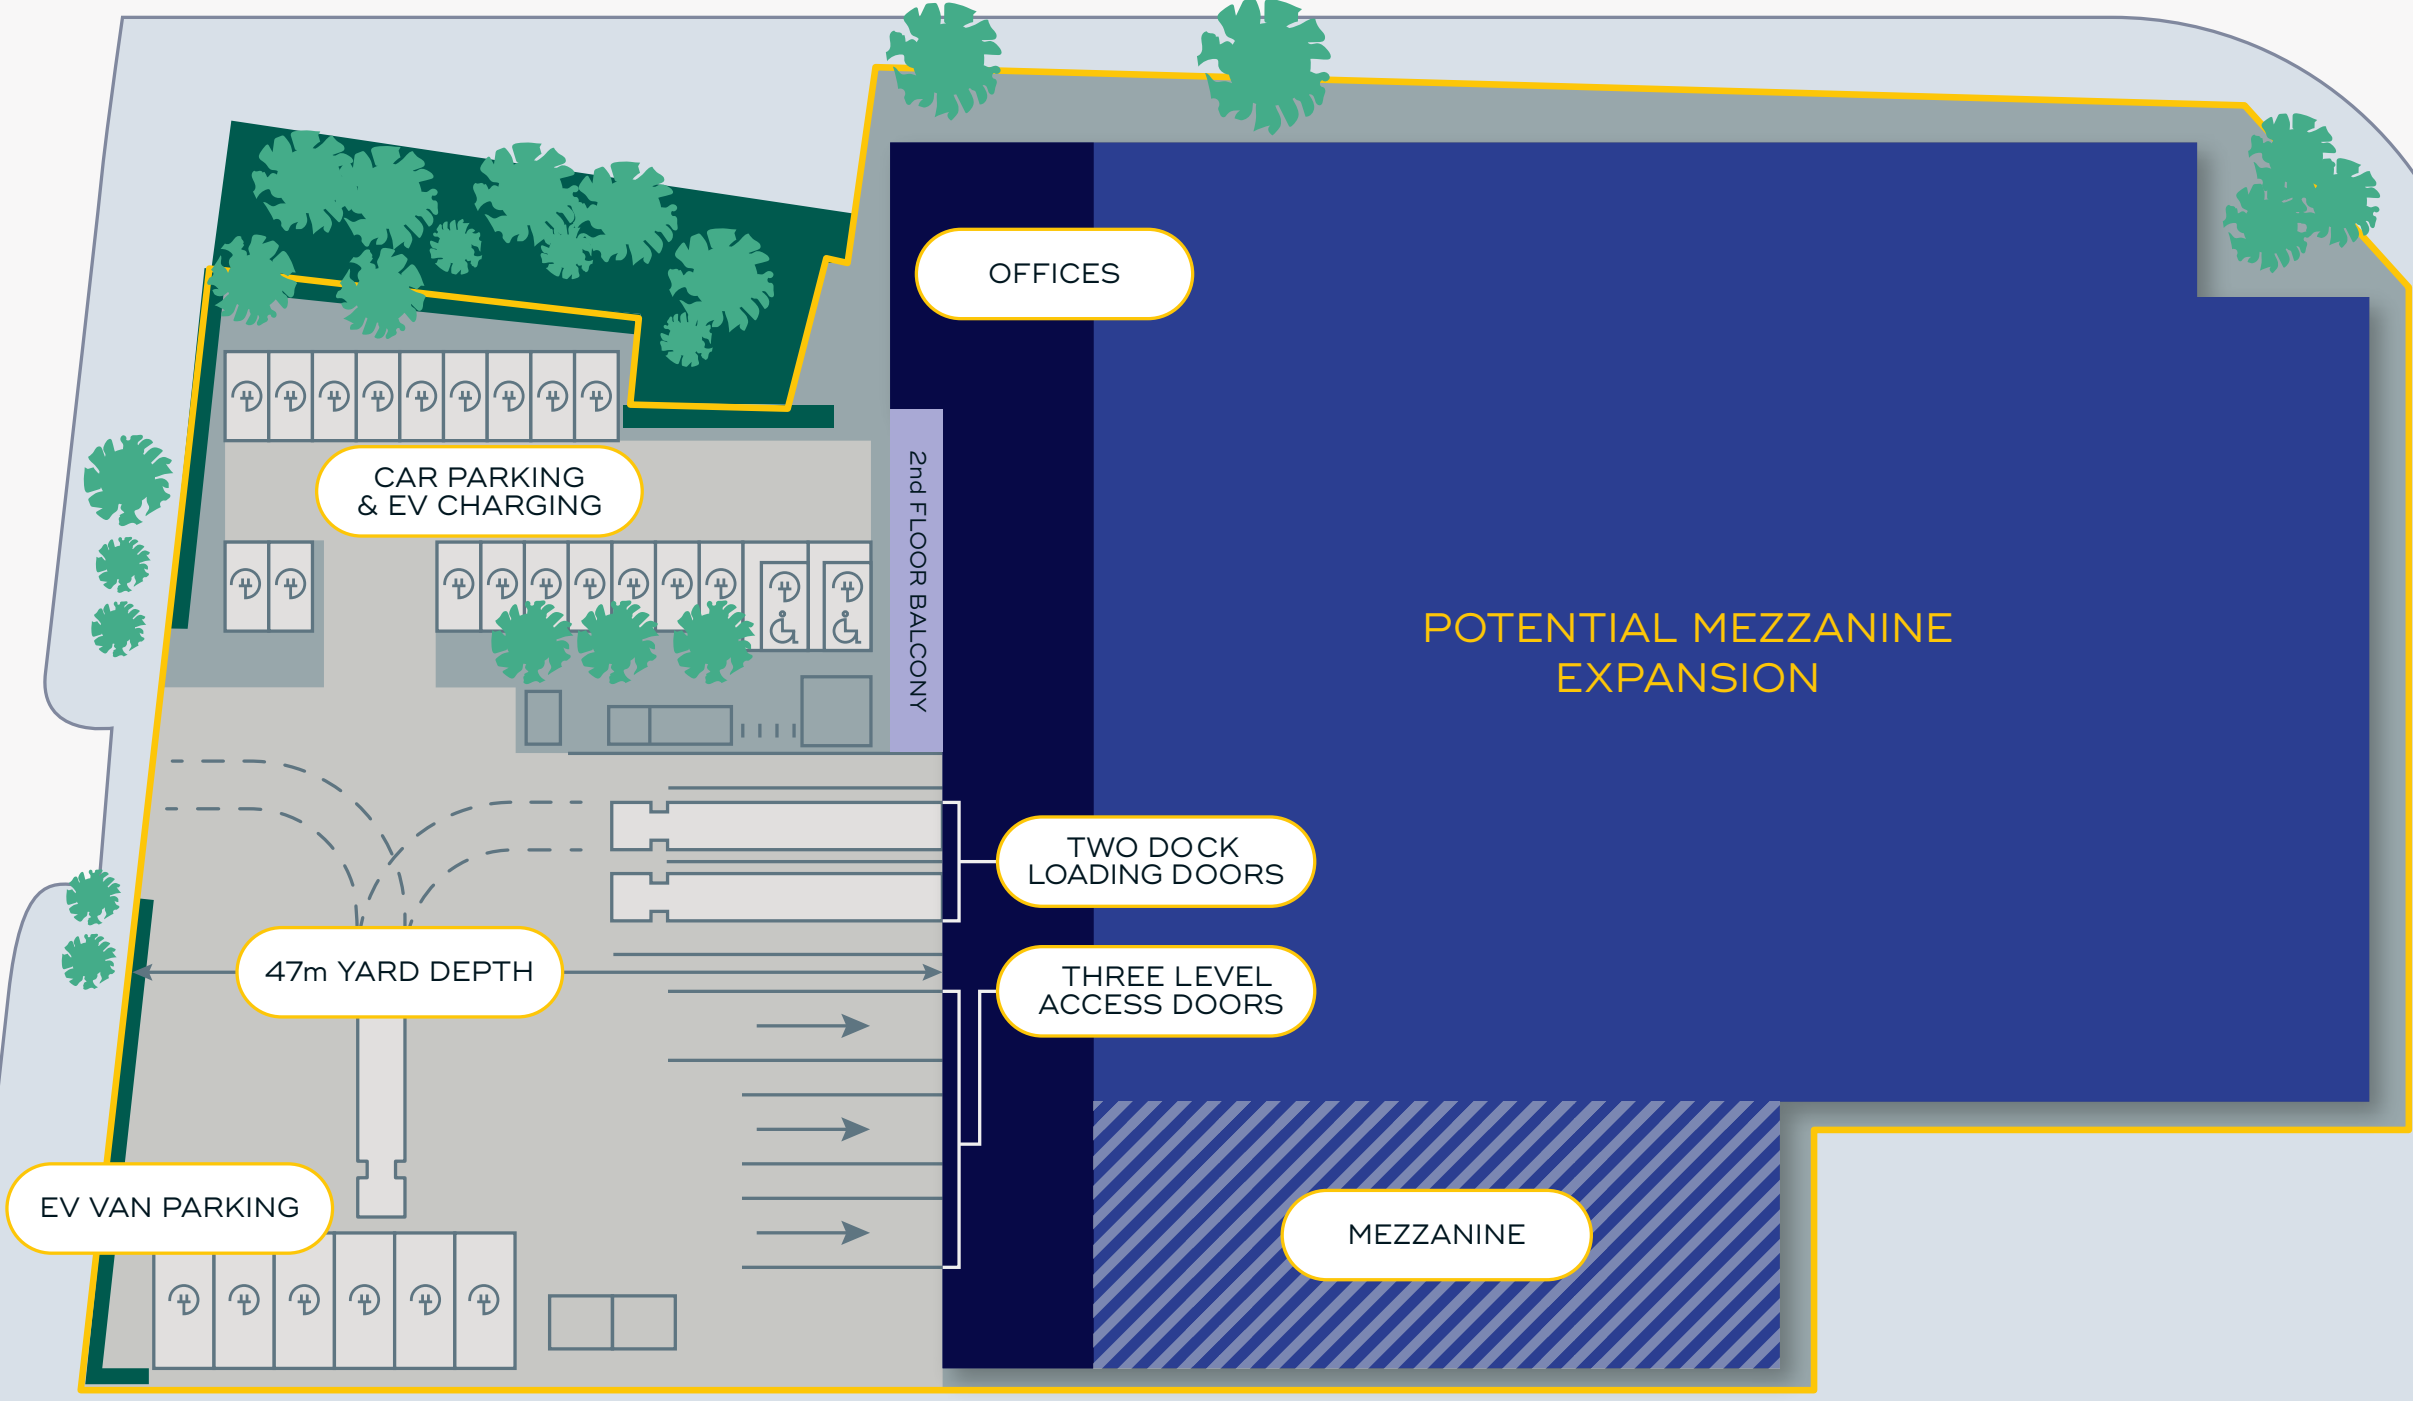 OFFICES
CAR PARKING
& EV CHARGING
2nd FLOOR BALCONY
POTENTIAL MEZZANINE
EXPANSION
TWO DOCK
LOADING DOORS
47m YARD DEPTH
THREE LEVEL
ACCESS DOORS
EV VAN PARKING
MEZZANINE